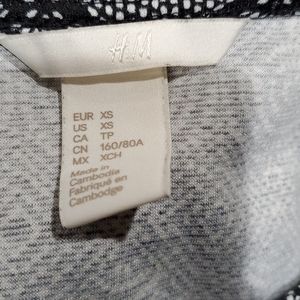 H&M
EUR XS
US XS
CA TP
CN 160/80A
MX XCH
Made in
Cambodia
Fabriqué en
Cambodge